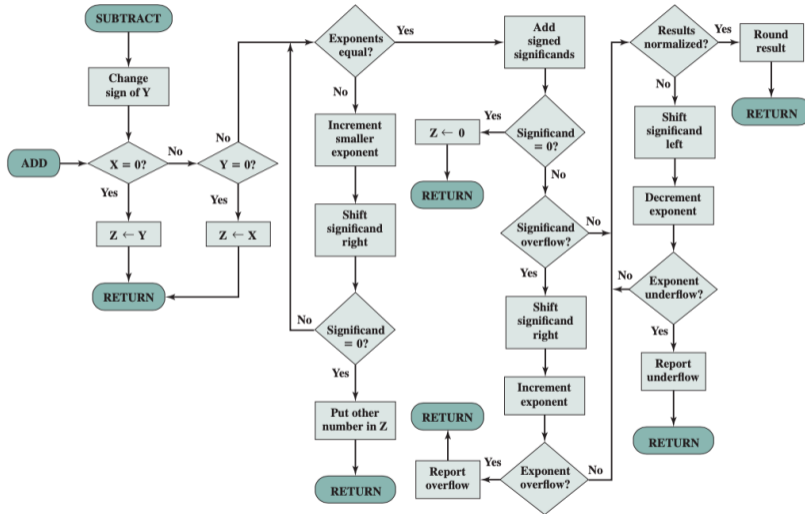 SUBTRACT
Change
sign of Y
ADD
X = 0?
No
Yes
Z ← Y
RETURN
Y = 0?
No
Yes
Z ← X
Exponents
equal?
Yes
No
Increment
smaller
exponent
Shift
significand
right
Significand
= 0?
No
Yes
Put other
number in Z
RETURN
Add
signed
significands
Significand
= 0?
Yes
Z ← 0
RETURN
No
Significand
overflow?
No
Yes
Shift
significand
right
Increment
exponent
Exponent
overflow?
Yes
Report
overflow
RETURN
No
Results
normalized?
Yes
Round
result
RETURN
No
Shift
significand
left
Decrement
exponent
Exponent
underflow?
No
Yes
Report
underflow
RETURN